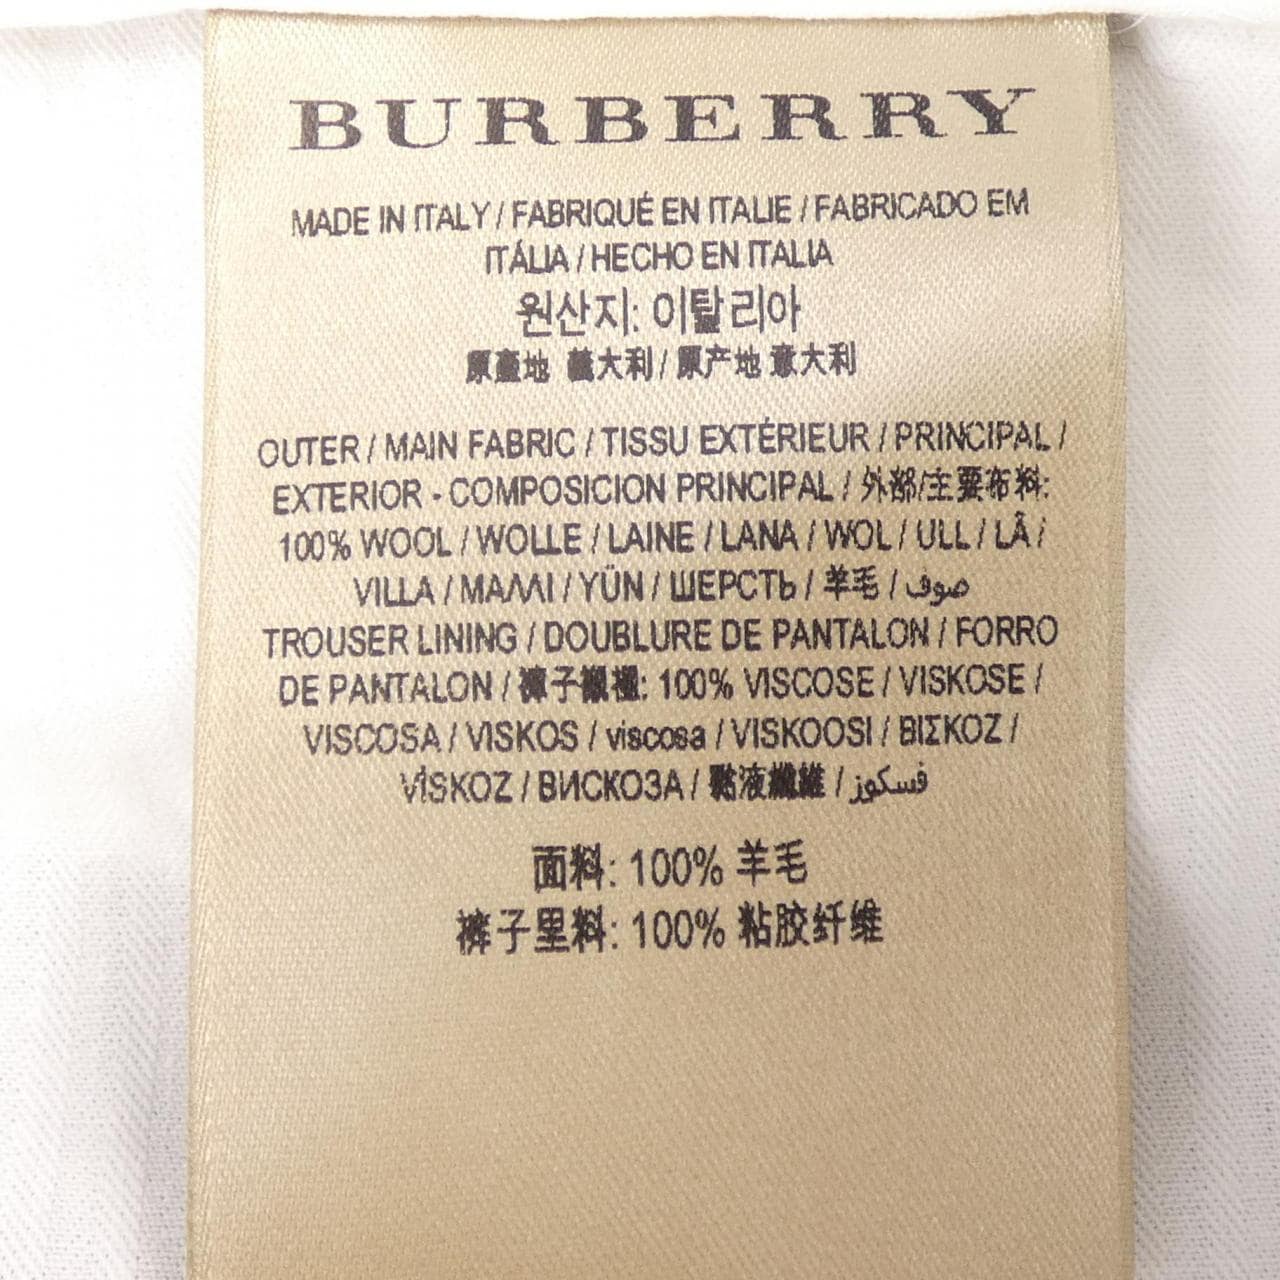 BURBERRY
MADE IN ITALY / FABRIQUÉ EN ITALIE / FABRICADO EM
ITÁLIA / HECHO EN ITALIA
원산지: 이탈리아
原產地 義大利 / 原产地 意大利
OUTER / MAIN FABRIC / TISSU EXTÉRIEUR / PRINCIPAL /
EXTERIOR - COMPOSICION PRINCIPAL / 外部/主要布料:
100% WOOL / WOLLE / LAINE / LANA / WOL / ULL / LÃ /
VILLA / ΜΑΛΛΙ / YÜN / ШЕРСТЬ / 羊毛 / صوف
TROUSER LINING / DOUBLURE DE PANTALON / FORRO
DE PANTALON / 褲子襯裡: 100% VISCOSE / VISKOSE /
VISCOSA / VISKOS / viscosa / VISKOOSI / ΒΙΣΚΟΖ /
VİSKOZ / ВИСКОЗА / 黏液纖維 / فسكوز
面料: 100% 羊毛
裤子里料: 100% 粘胶纤维